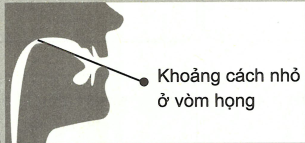 Khoảng cách nhỏ
ở vòm họng